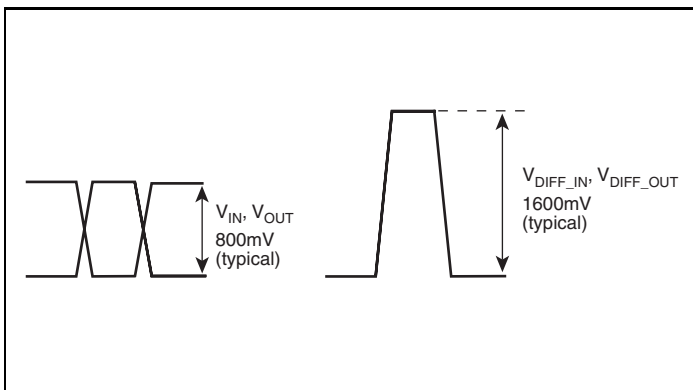 V_IN, V_OUT
800mV
(typical)
V_DIFF_IN, V_DIFF_OUT
1600mV
(typical)